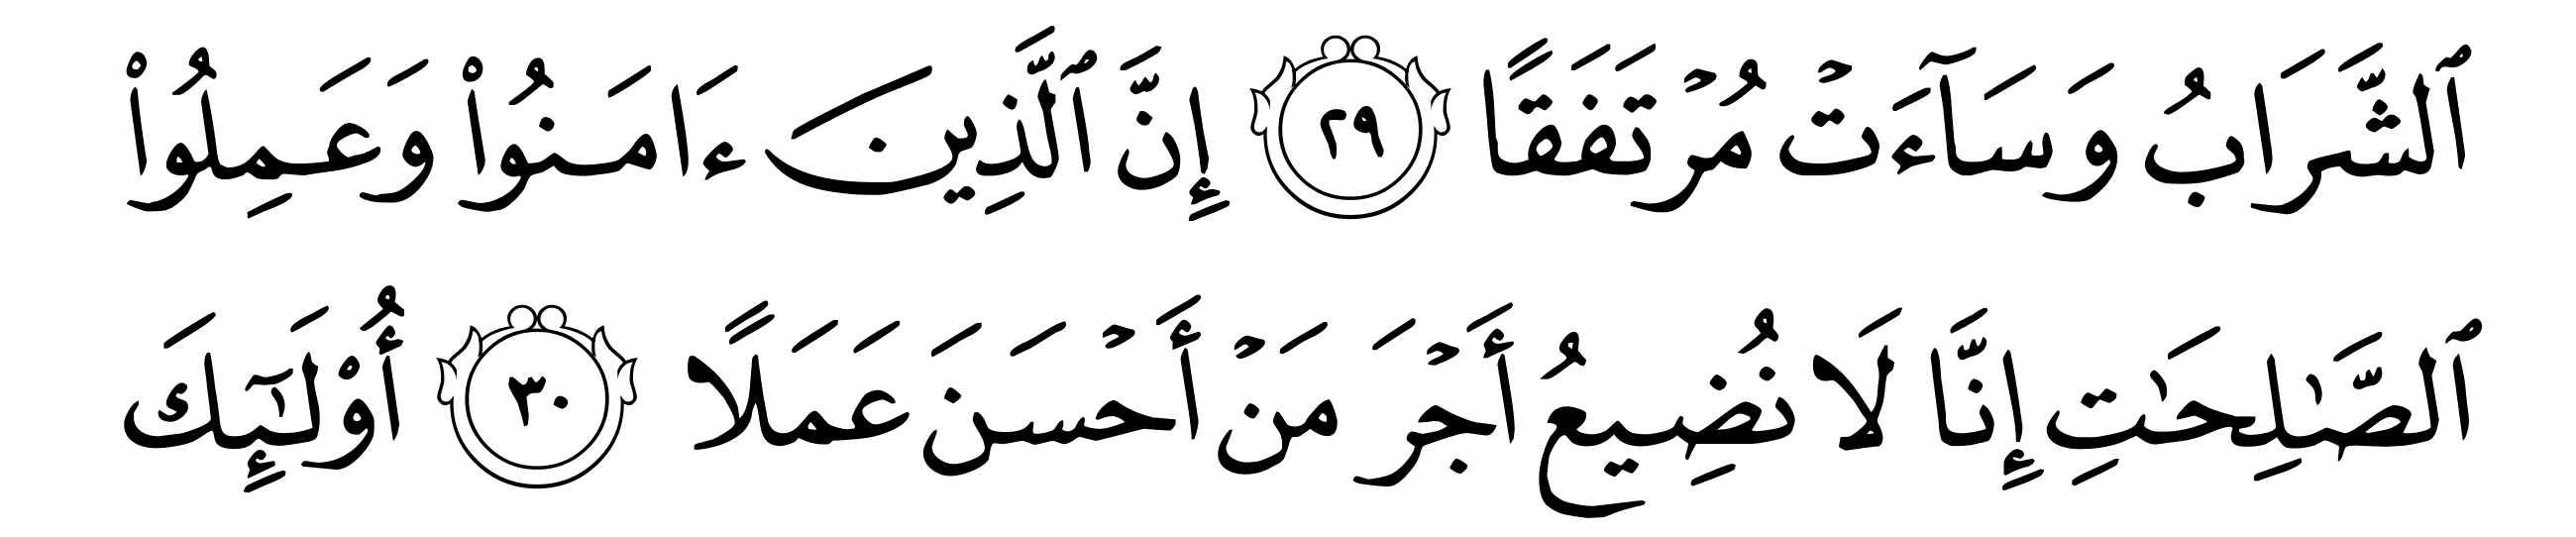 ٱلشَّرَابُ وَسَآءَتۡ مُرۡتَفَقًا ٢٩ إِنَّ ٱلَّذِينَ ءَامَنُواْ وَعَمِلُواْ
ٱلصَّٰلِحَٰتِ إِنَّا لَا نُضِيعُ أَجۡرَ مَنۡ أَحۡسَنَ عَمَلًا ٣٠ أُوْلَٰٓئِكَ